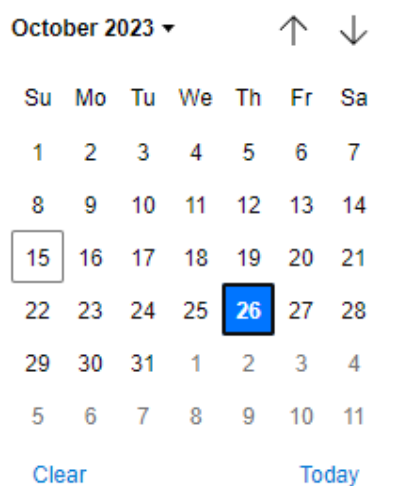 October 2023
Su Mo Tu We Th Fr Sa
1 2 3 4 5 6 7
8 9 10 11 12 13 14
15 16 17 18 19 20 21
22 23 24 25 26 27 28
29 30 31 1 2 3 4
5 6 7 8 9 10 11
Clear Today